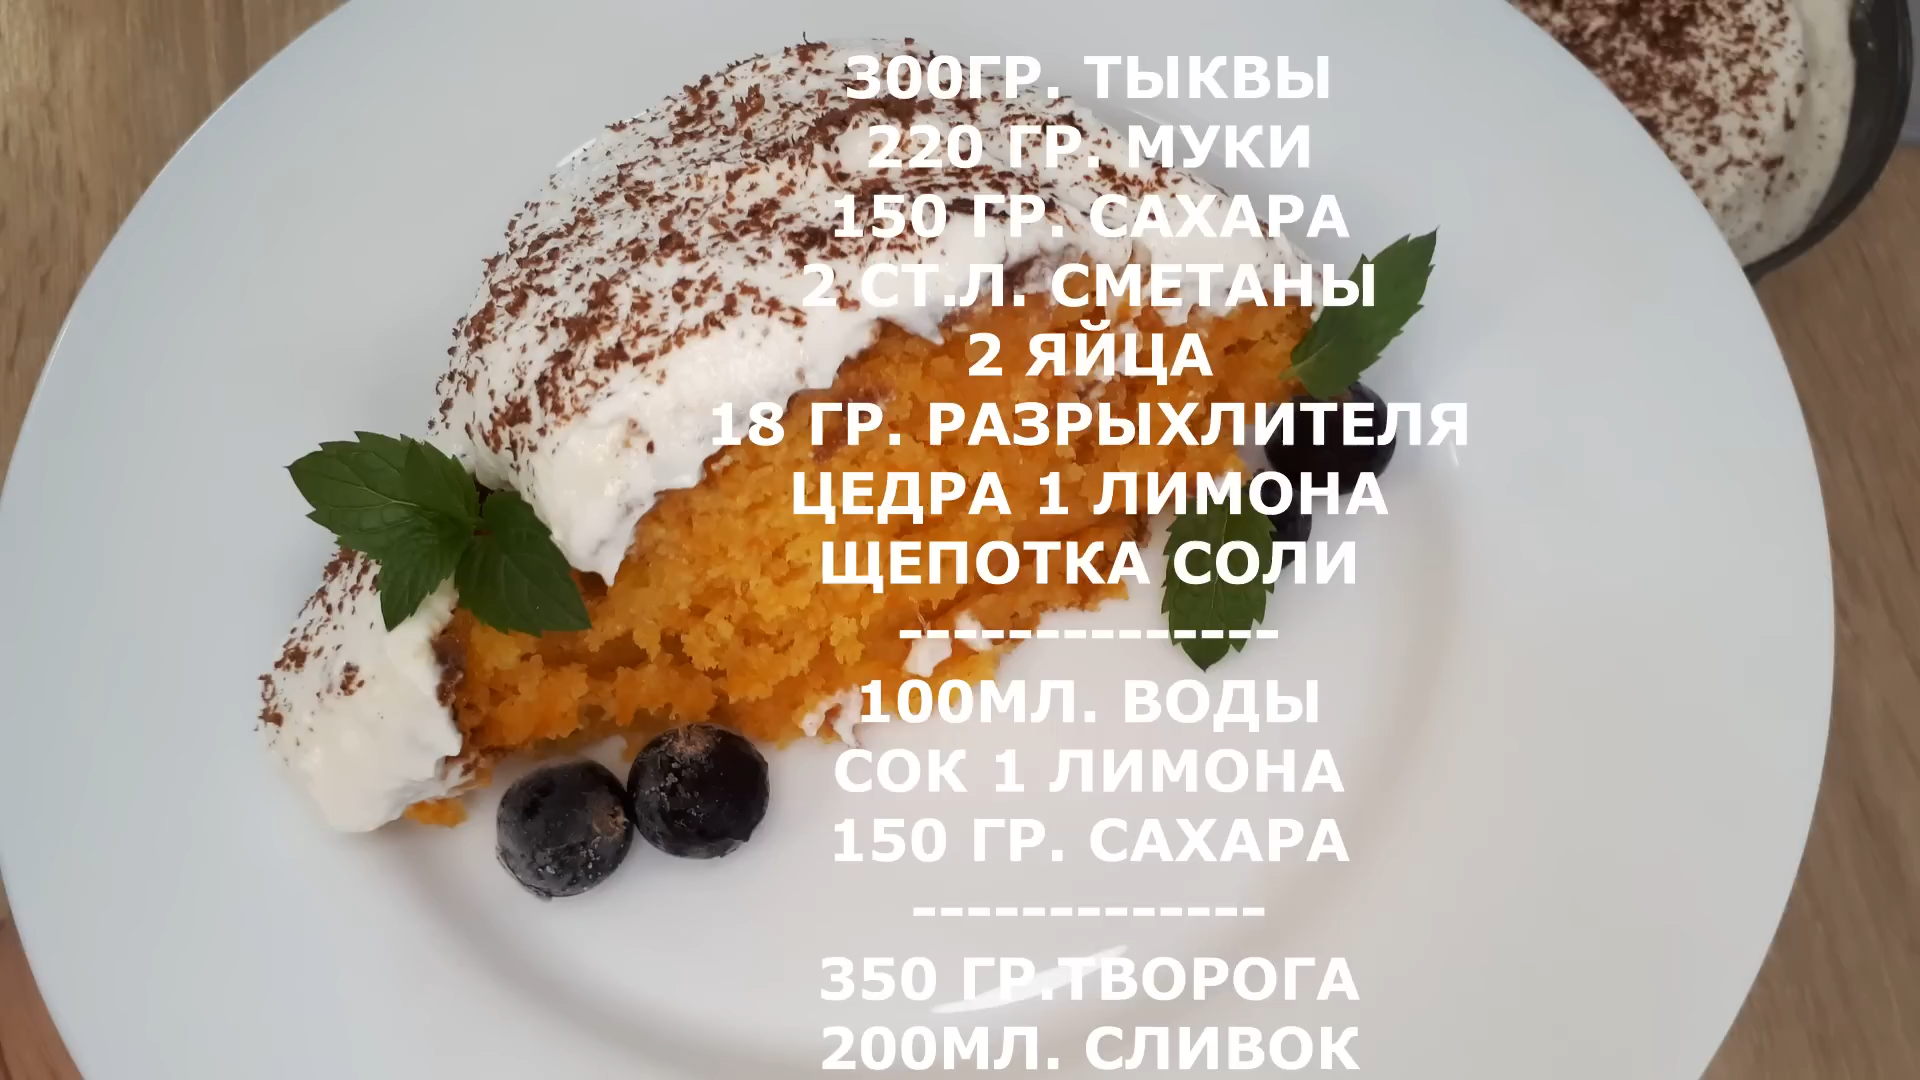 300ГР. ТЫКВЫ
220 ГР. МУКИ
150 ГР. САХАРА
2 СТ.Л. СМЕТАНЫ
2 ЯЙЦА
18 ГР. РАЗРЫХЛИТЕЛЯ
ЦЕДРА 1 ЛИМОНА
ЩЕПОТКА СОЛИ
--------------
100МЛ. ВОДЫ
СОК 1 ЛИМОНА
150 ГР. САХАРА
-------------
350 ГР.ТВОРОГА
200МЛ. СЛИВОК